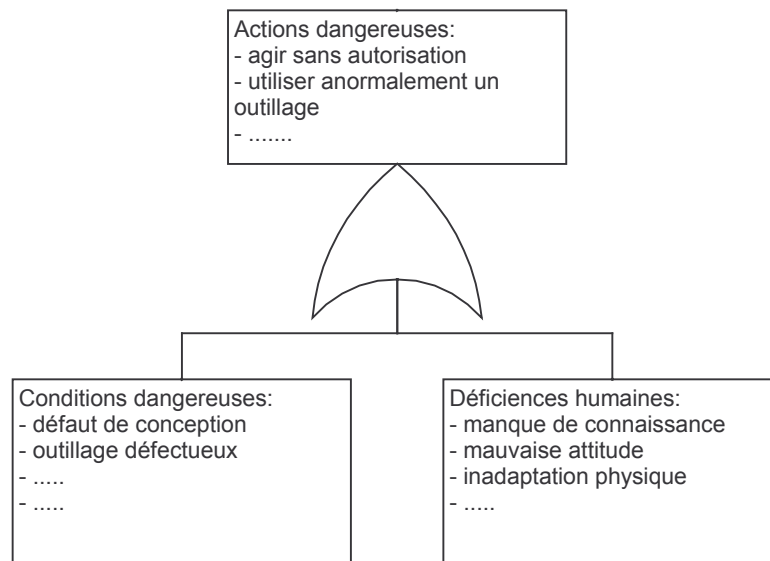 Actions dangereuses:
- agir sans autorisation
- utiliser anormalement un
outillage
- .......
Conditions dangereuses:
- défaut de conception
- outillage défectueux
- .....
- .....
Déficiences humaines:
- manque de connaissance
- mauvaise attitude
- inadaptation physique
- .....